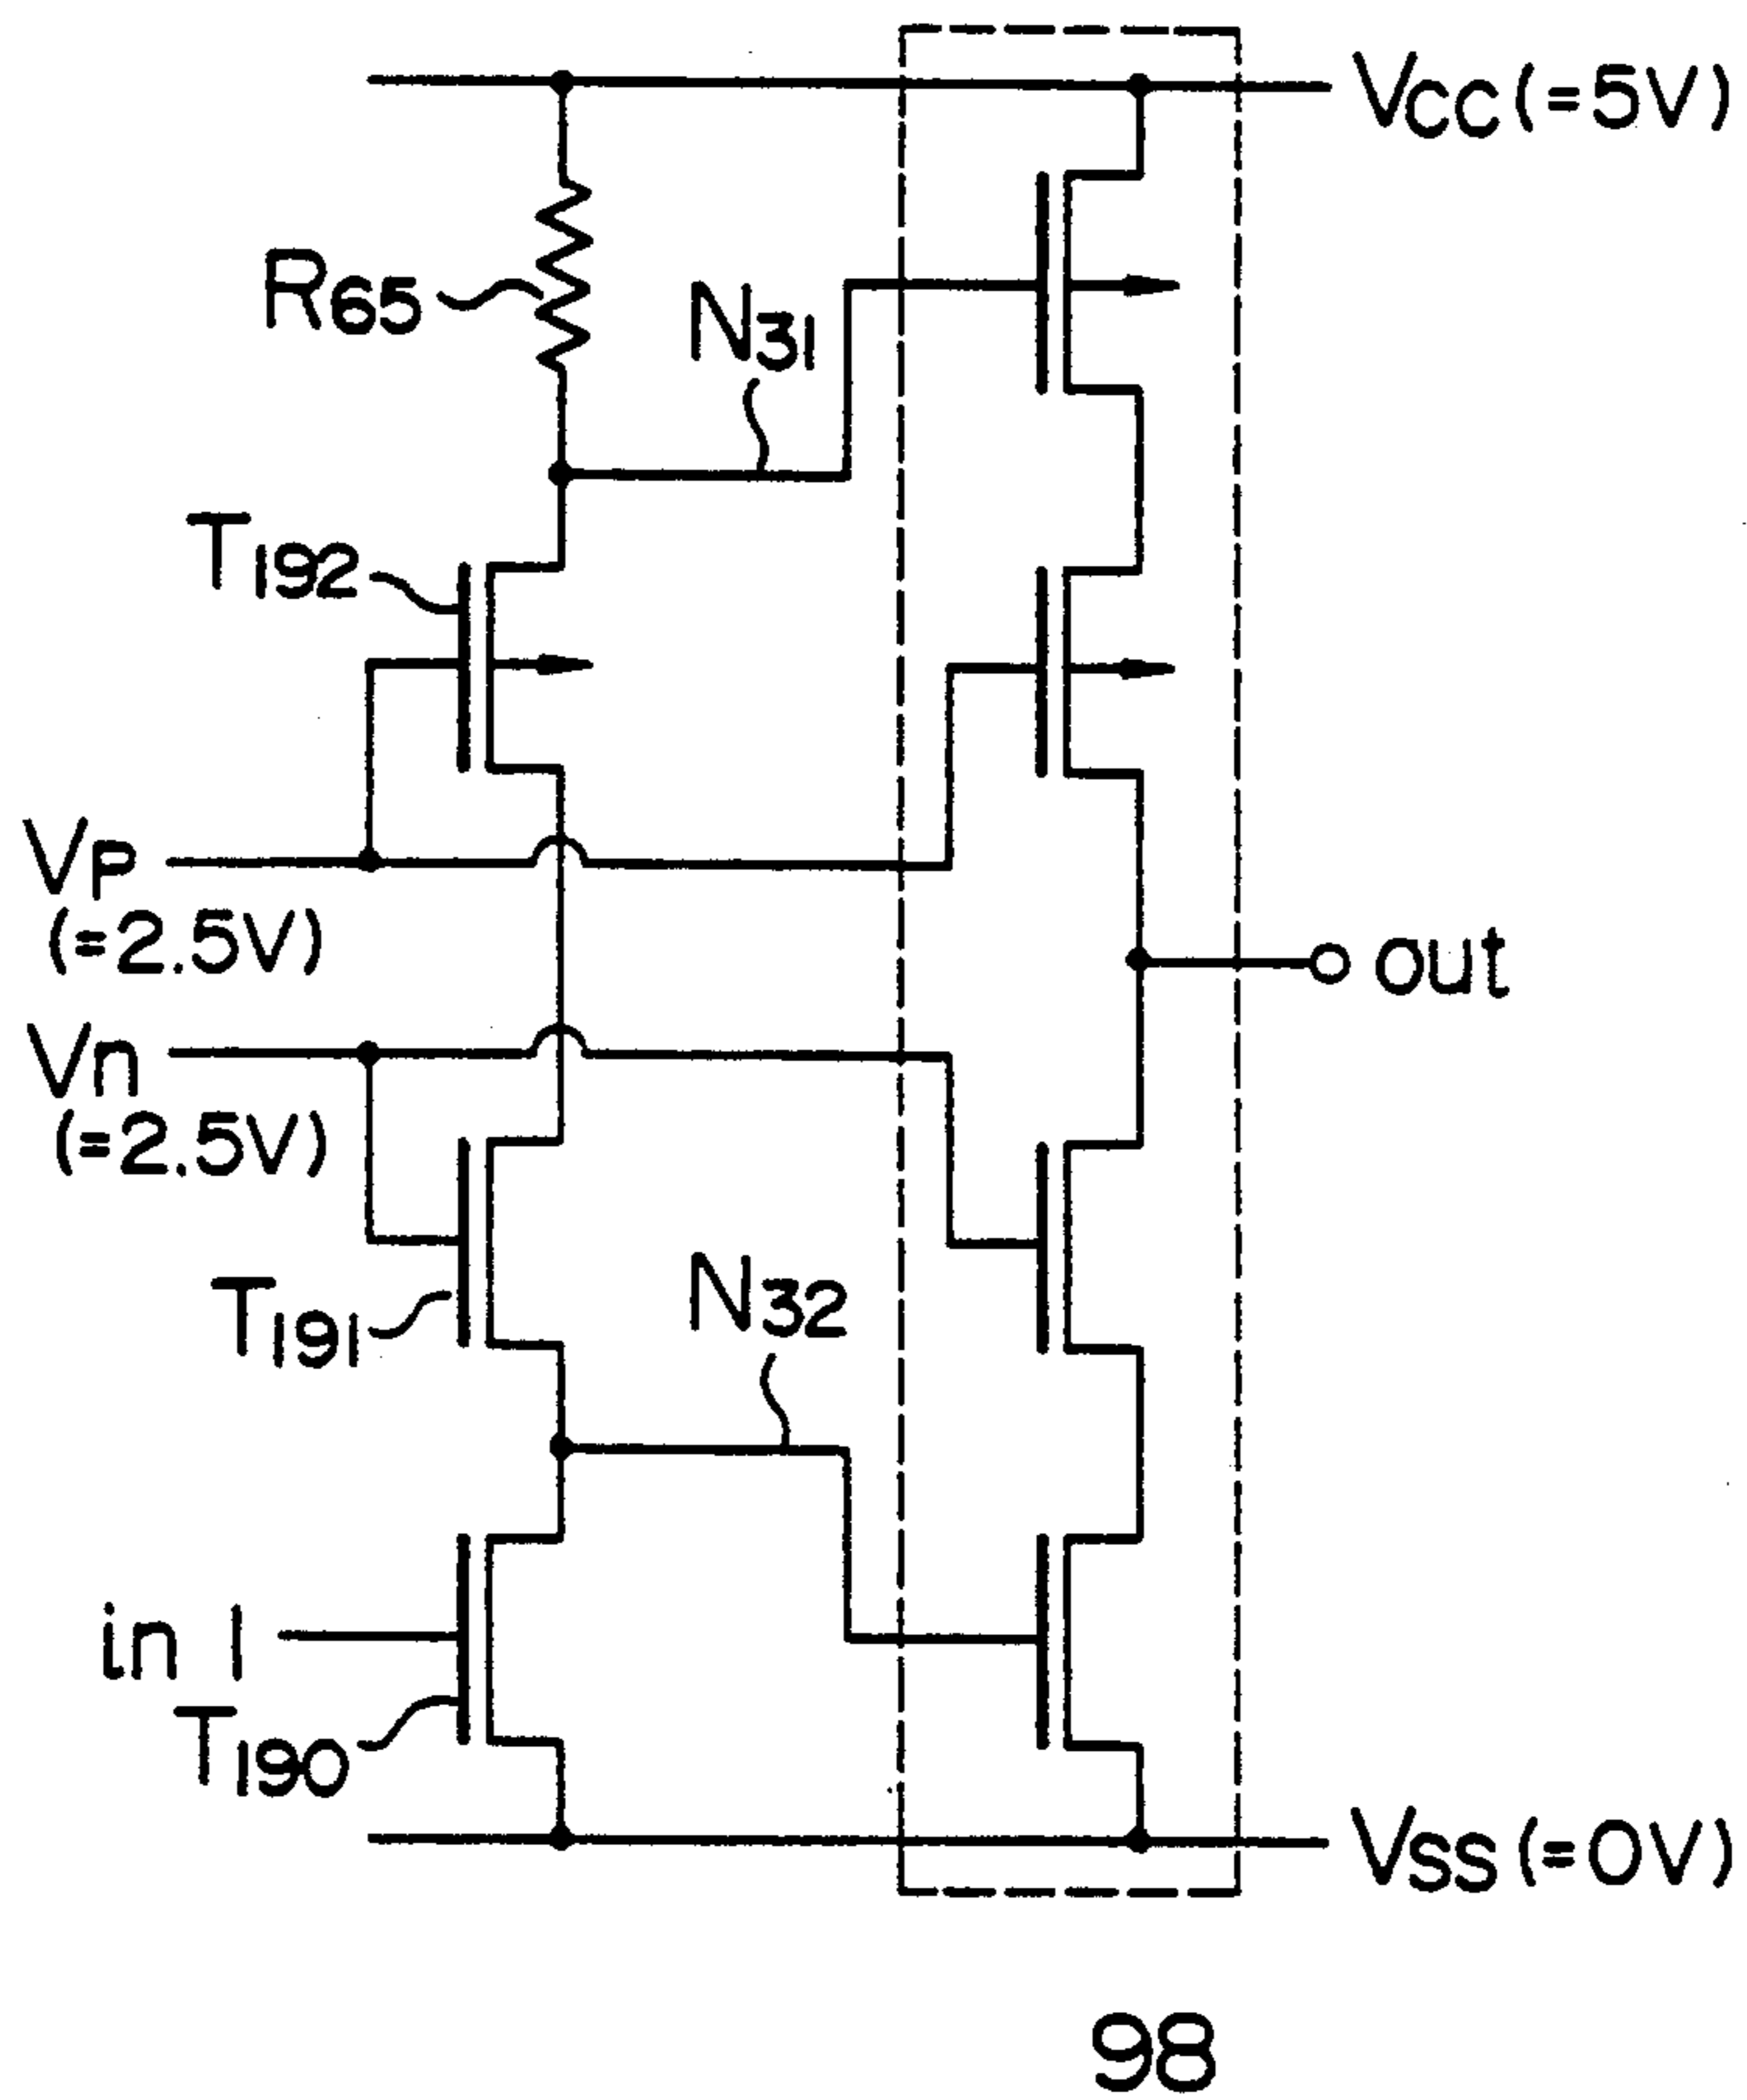 VCC(=5V)
R65
N31
T192
VP
(=2.5V)
out
Vn
(=2.5V)
N32
T191
in 1
T190
VSS(=0V)
98